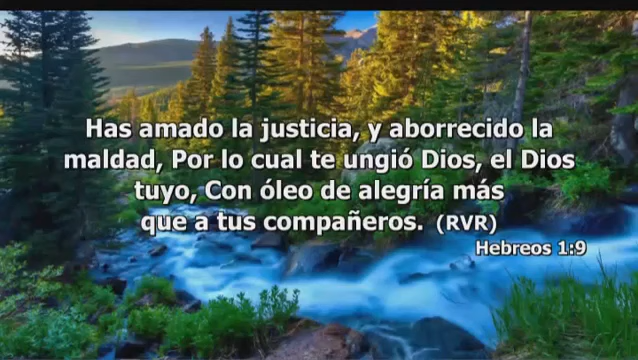 Has amado la justicia, y aborrecido la
maldad, Por lo cual te ungió Dios, el Dios
tuyo, Con óleo de alegría más
que a tus compañeros. (RVR)
Hebreos 1:9